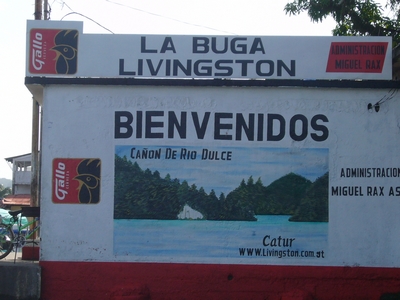 Gallo
LA BUGA
LIVINGSTON
ADMINISTRACION
MIGUEL RAX
BIENVENIDOS
CAÑON DE RIO DULCE
Gallo
ADMINISTRACION
MIGUEL RAX AS
Catur
WWW.Livingston.com.gt